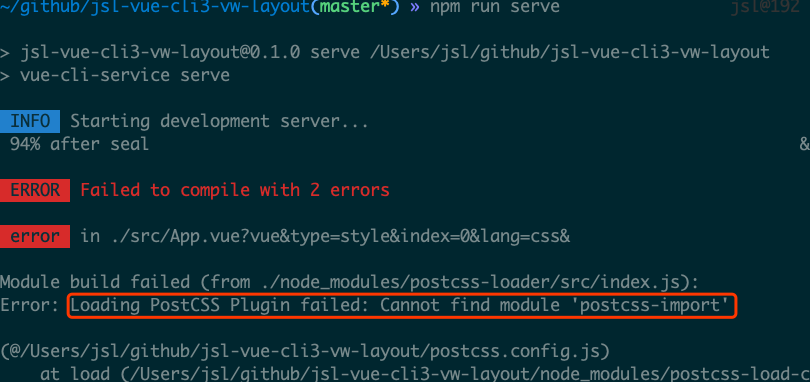 ~/github/jsl-vue-cli3-vw-layout(master*) » npm run serve jsl@192
> jsl-vue-cli3-vw-layout@0.1.0 serve /Users/jsl/github/jsl-vue-cli3-vw-layout
> vue-cli-service serve
INFO Starting development server...
94% after seal &
ERROR Failed to compile with 2 errors
error in ./src/App.vue?vue&type=style&index=0&lang=css&
Module build failed (from ./node_modules/postcss-loader/src/index.js):
Error: Loading PostCSS Plugin failed: Cannot find module 'postcss-import'
(@/Users/jsl/github/jsl-vue-cli3-vw-layout/postcss.config.js)
at load (/Users/jsl/github/jsl-vue-cli3-vw-layout/node_modules/postcss-load-c